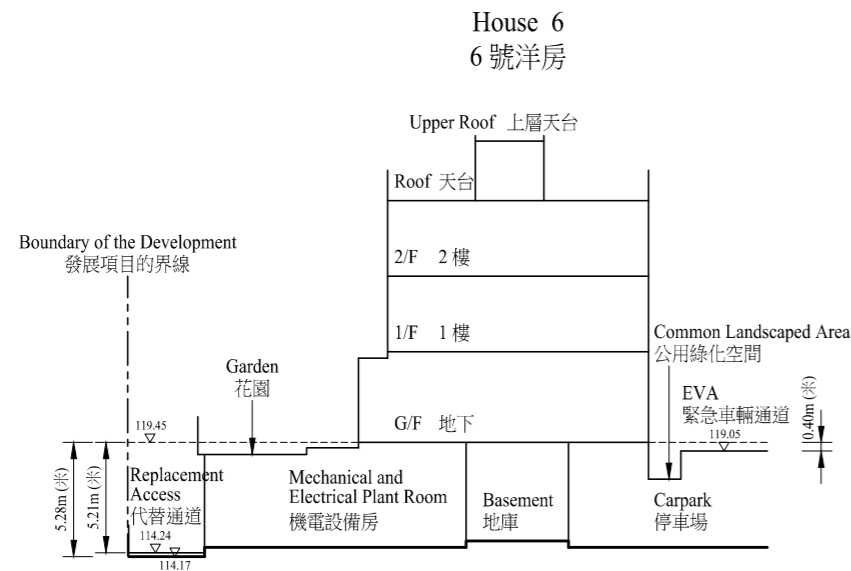 House 6
6 號洋房
Upper Roof 上層天台
Roof 天台
Boundary of the Development
發展項目的界線
2/F 2 樓
1/F 1 樓
Common Landscaped Area
公用綠化空間
Garden
花園
EVA
緊急車輛通道
0.40m (米)
G/F 地下
119.45
119.05
5.28m (米)
5.21m (米)
Replacement
Access
代替通道
Mechanical and
Electrical Plant Room
機電設備房
Basement
地庫
Carpark
停車場
114.24
114.17